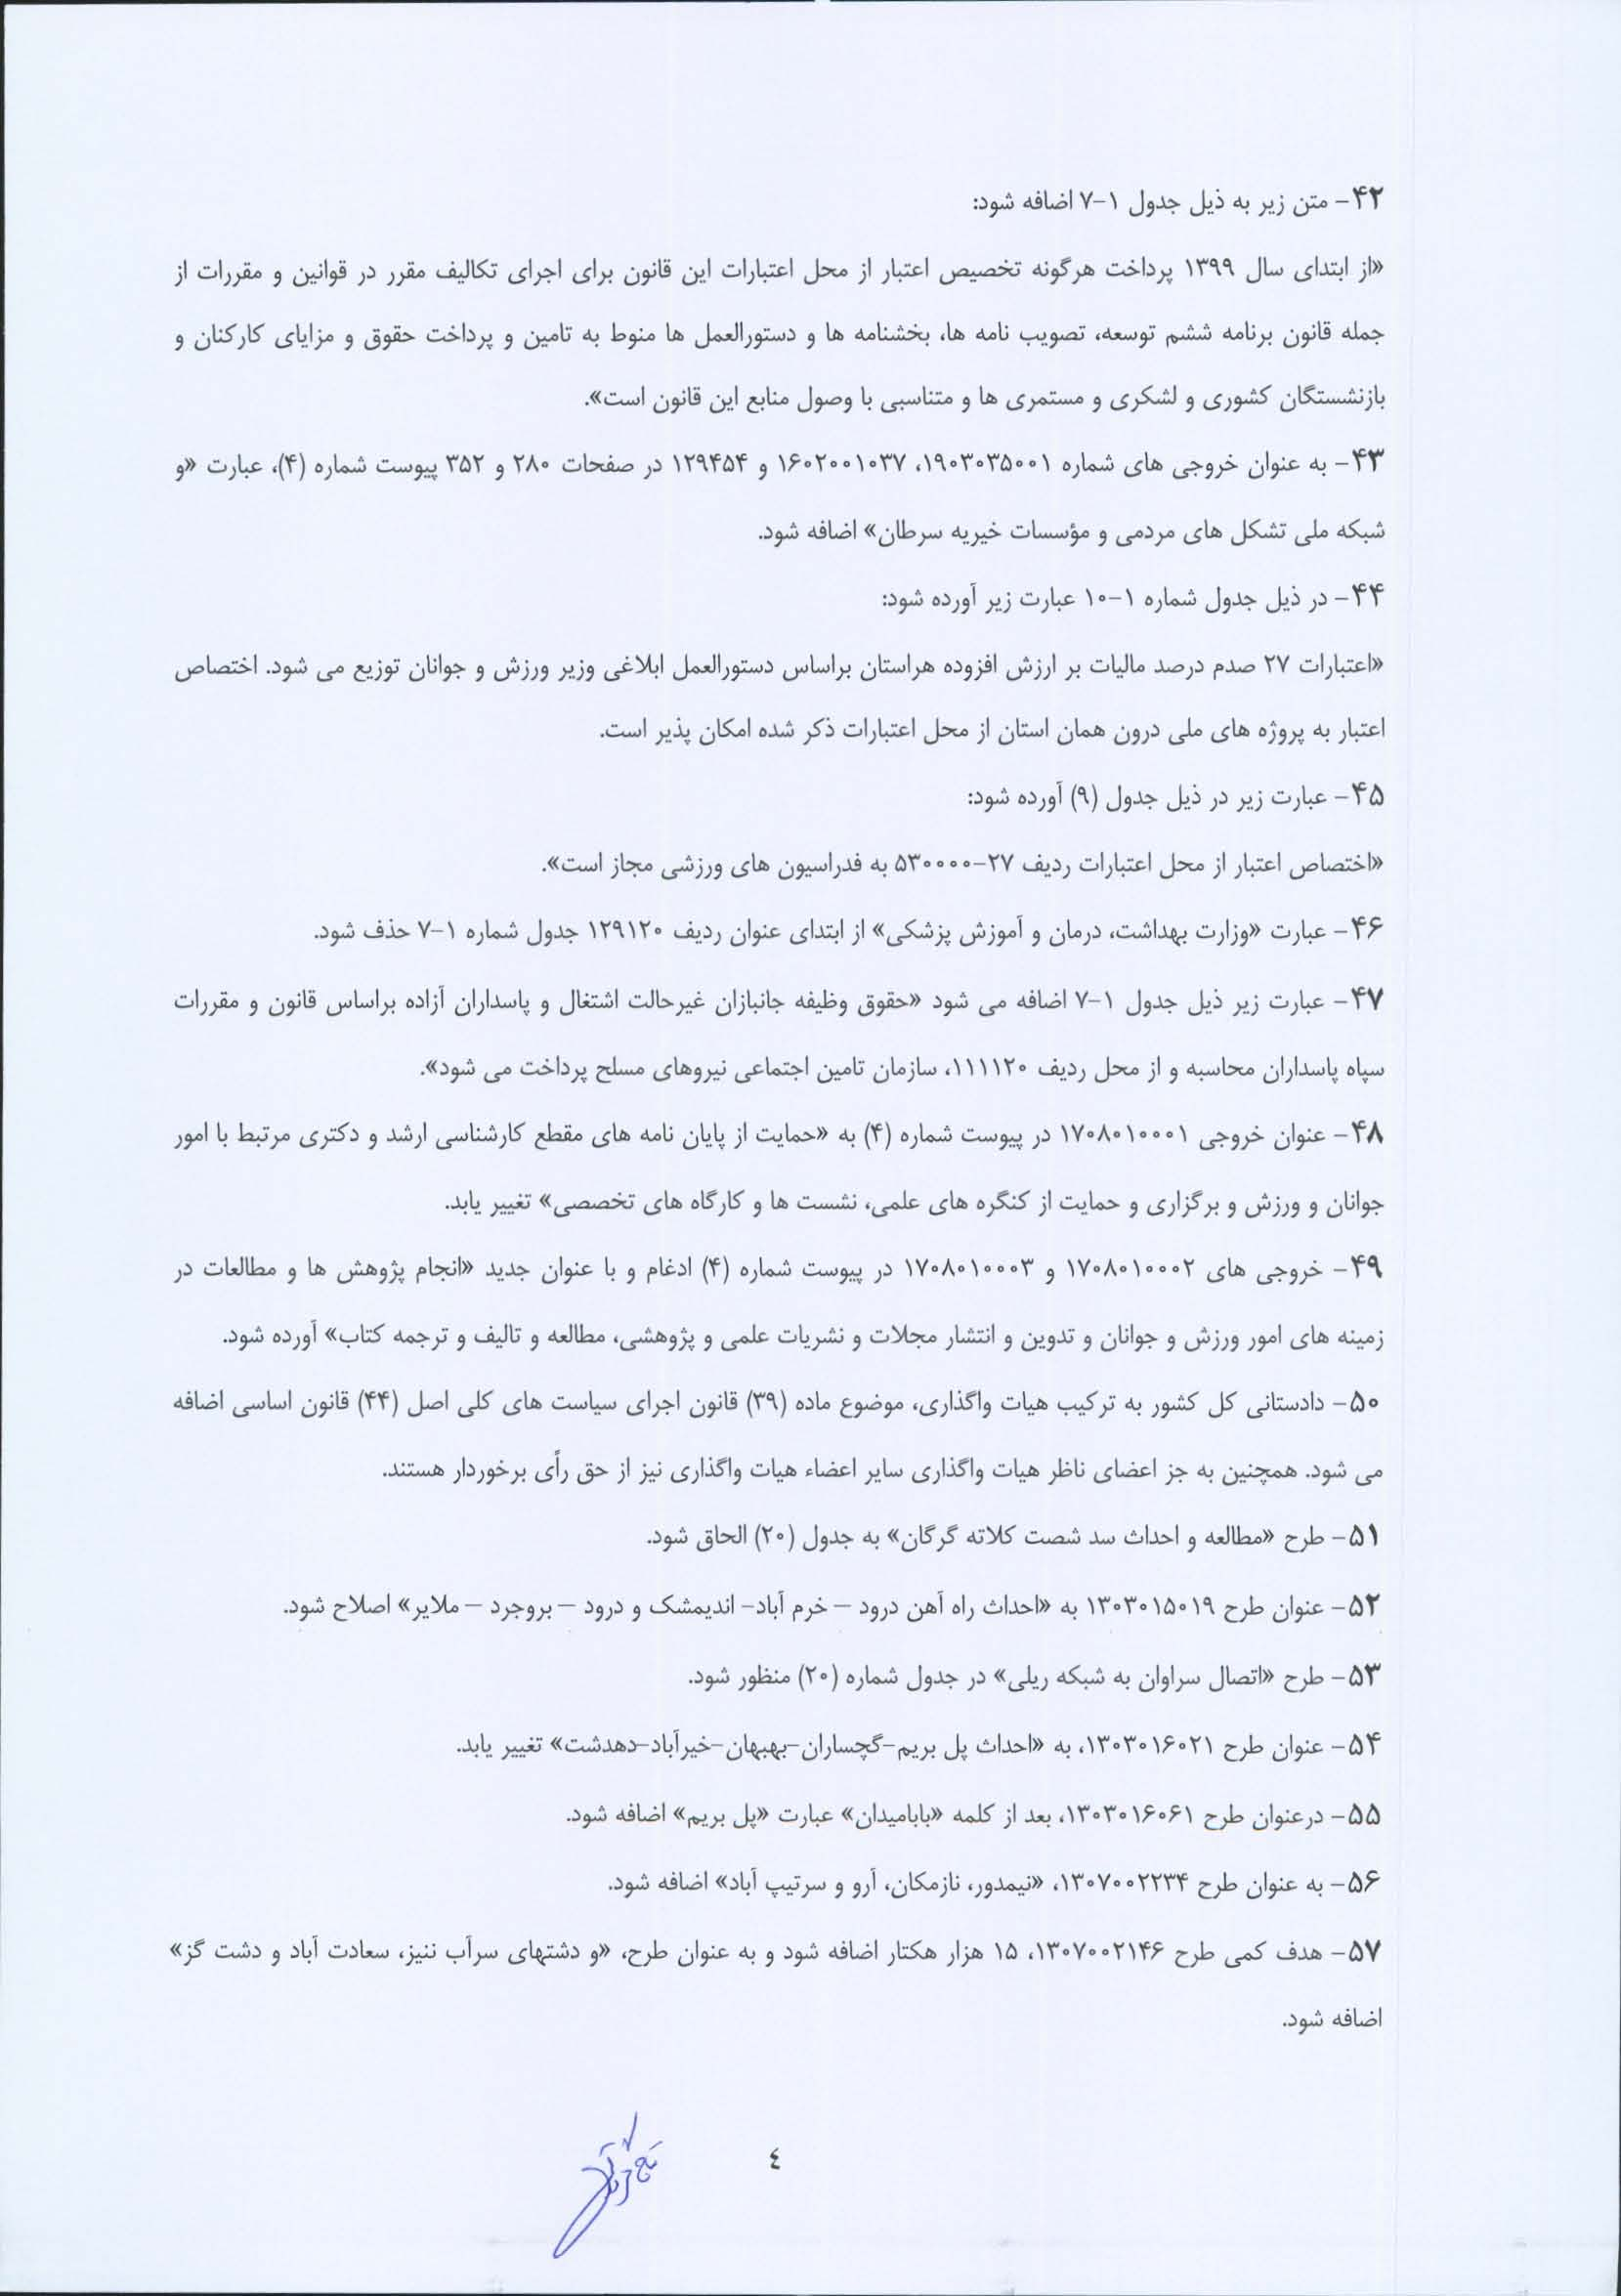 ۴۲- متن زیر به ذیل جدول ۱-۷ اضافه شود:
«از ابتدای سال ۱۳۹۹ پرداخت هرگونه تخصیص اعتبار از محل اعتبارات این قانون برای اجرای تکالیف مقرر در قوانین و مقررات از
جمله قانون برنامه ششم توسعه، تصویب نامه ها، بخشنامه ها و دستورالعمل ها منوط به تامین و پرداخت حقوق و مزایای کارکنان و
بازنشستگان کشوری و لشکری و مستمری ها و متناسبی با وصول منابع این قانون است».
۴۳- به عنوان خروجی های شماره ۱۹۰۳۰۳۵۰۰۱، ۱۶۰۲۰۰۱۰۳۷ و ۱۲۹۴۵۴ در صفحات ۲۸۰ و ۳۵۲ پیوست شماره (۴)، عبارت «و
شبکه ملی تشکل های مردمی و مؤسسات خیریه سرطان» اضافه شود.
۴۴- در ذیل جدول شماره ۱-۱۰ عبارت زیر آورده شود:
«اعتبارات ۲۷ صدم درصد مالیات بر ارزش افزوده هراستان براساس دستورالعمل ابلاغی وزیر ورزش و جوانان توزیع می شود. اختصاص
اعتبار به پروژه های ملی درون همان استان از محل اعتبارات ذکر شده امکان پذیر است.
۴۵- عبارت زیر در ذیل جدول (۹) آورده شود:
«اختصاص اعتبار از محل اعتبارات ردیف ۲۷-۵۳۰۰۰۰ به فدراسیون های ورزشی مجاز است».
۴۶- عبارت «وزارت بهداشت، درمان و آموزش پزشکی» از ابتدای عنوان ردیف ۱۲۹۱۲۰ جدول شماره ۱-۷ حذف شود.
۴۷- عبارت زیر ذیل جدول ۱-۷ اضافه می شود «حقوق وظیفه جانبازان غیرحالت اشتغال و پاسداران آزاده براساس قانون و مقررات
سپاه پاسداران محاسبه و از محل ردیف ۱۱۱۱۲۰، سازمان تامین اجتماعی نیروهای مسلح پرداخت می شود».
۴۸- عنوان خروجی ۱۷۰۸۰۱۰۰۰۱ در پیوست شماره (۴) به «حمایت از پایان نامه های مقطع کارشناسی ارشد و دکتری مرتبط با امور
جوانان و ورزش و برگزاری و حمایت از کنگره های علمی، نشست ها و کارگاه های تخصصی» تغییر یابد.
۴۹- خروجی های ۱۷۰۸۰۱۰۰۰۲ و ۱۷۰۸۰۱۰۰۰۳ در پیوست شماره (۴) ادغام و با عنوان جدید «انجام پژوهش ها و مطالعات در
زمینه های امور ورزش و جوانان و تدوین و انتشار مجلات و نشریات علمی و پژوهشی، مطالعه و تالیف و ترجمه کتاب» آورده شود.
۵۰- دادستانی کل کشور به ترکیب هیات واگذاری، موضوع ماده (۳۹) قانون اجرای سیاست های کلی اصل (۴۴) قانون اساسی اضافه
می شود. همچنین به جز اعضای ناظر هیات واگذاری سایر اعضاء هیات واگذاری نیز از حق رأی برخوردار هستند.
۵۱- طرح «مطالعه و احداث سد شصت کلاته گرگان» به جدول (۲۰) الحاق شود.
۵۲- عنوان طرح ۱۳۰۳۰۱۵۰۱۹ به «احداث راه آهن درود – خرم آباد- اندیمشک و درود – بروجرد – ملایر» اصلاح شود.
۵۳- طرح «اتصال سراوان به شبکه ریلی» در جدول شماره (۲۰) منظور شود.
۵۴- عنوان طرح ۱۳۰۳۰۱۶۰۲۱، به «احداث پل بریم-گچساران-بهبهان-خیرآباد-دهدشت» تغییر یابد.
۵۵- درعنوان طرح ۱۳۰۳۰۱۶۰۶۱، بعد از کلمه «بابامیدان» عبارت «پل بریم» اضافه شود.
۵۶- به عنوان طرح ۱۳۰۷۰۰۲۲۳۴، «نیمدور، نازمکان، آرو و سرتیپ آباد» اضافه شود.
۵۷- هدف کمی طرح ۱۳۰۷۰۰۲۱۴۶، ۱۵ هزار هکتار اضافه شود و به عنوان طرح، «و دشتهای سرآب ننیز، سعادت آباد و دشت گز»
اضافه شود.
٤